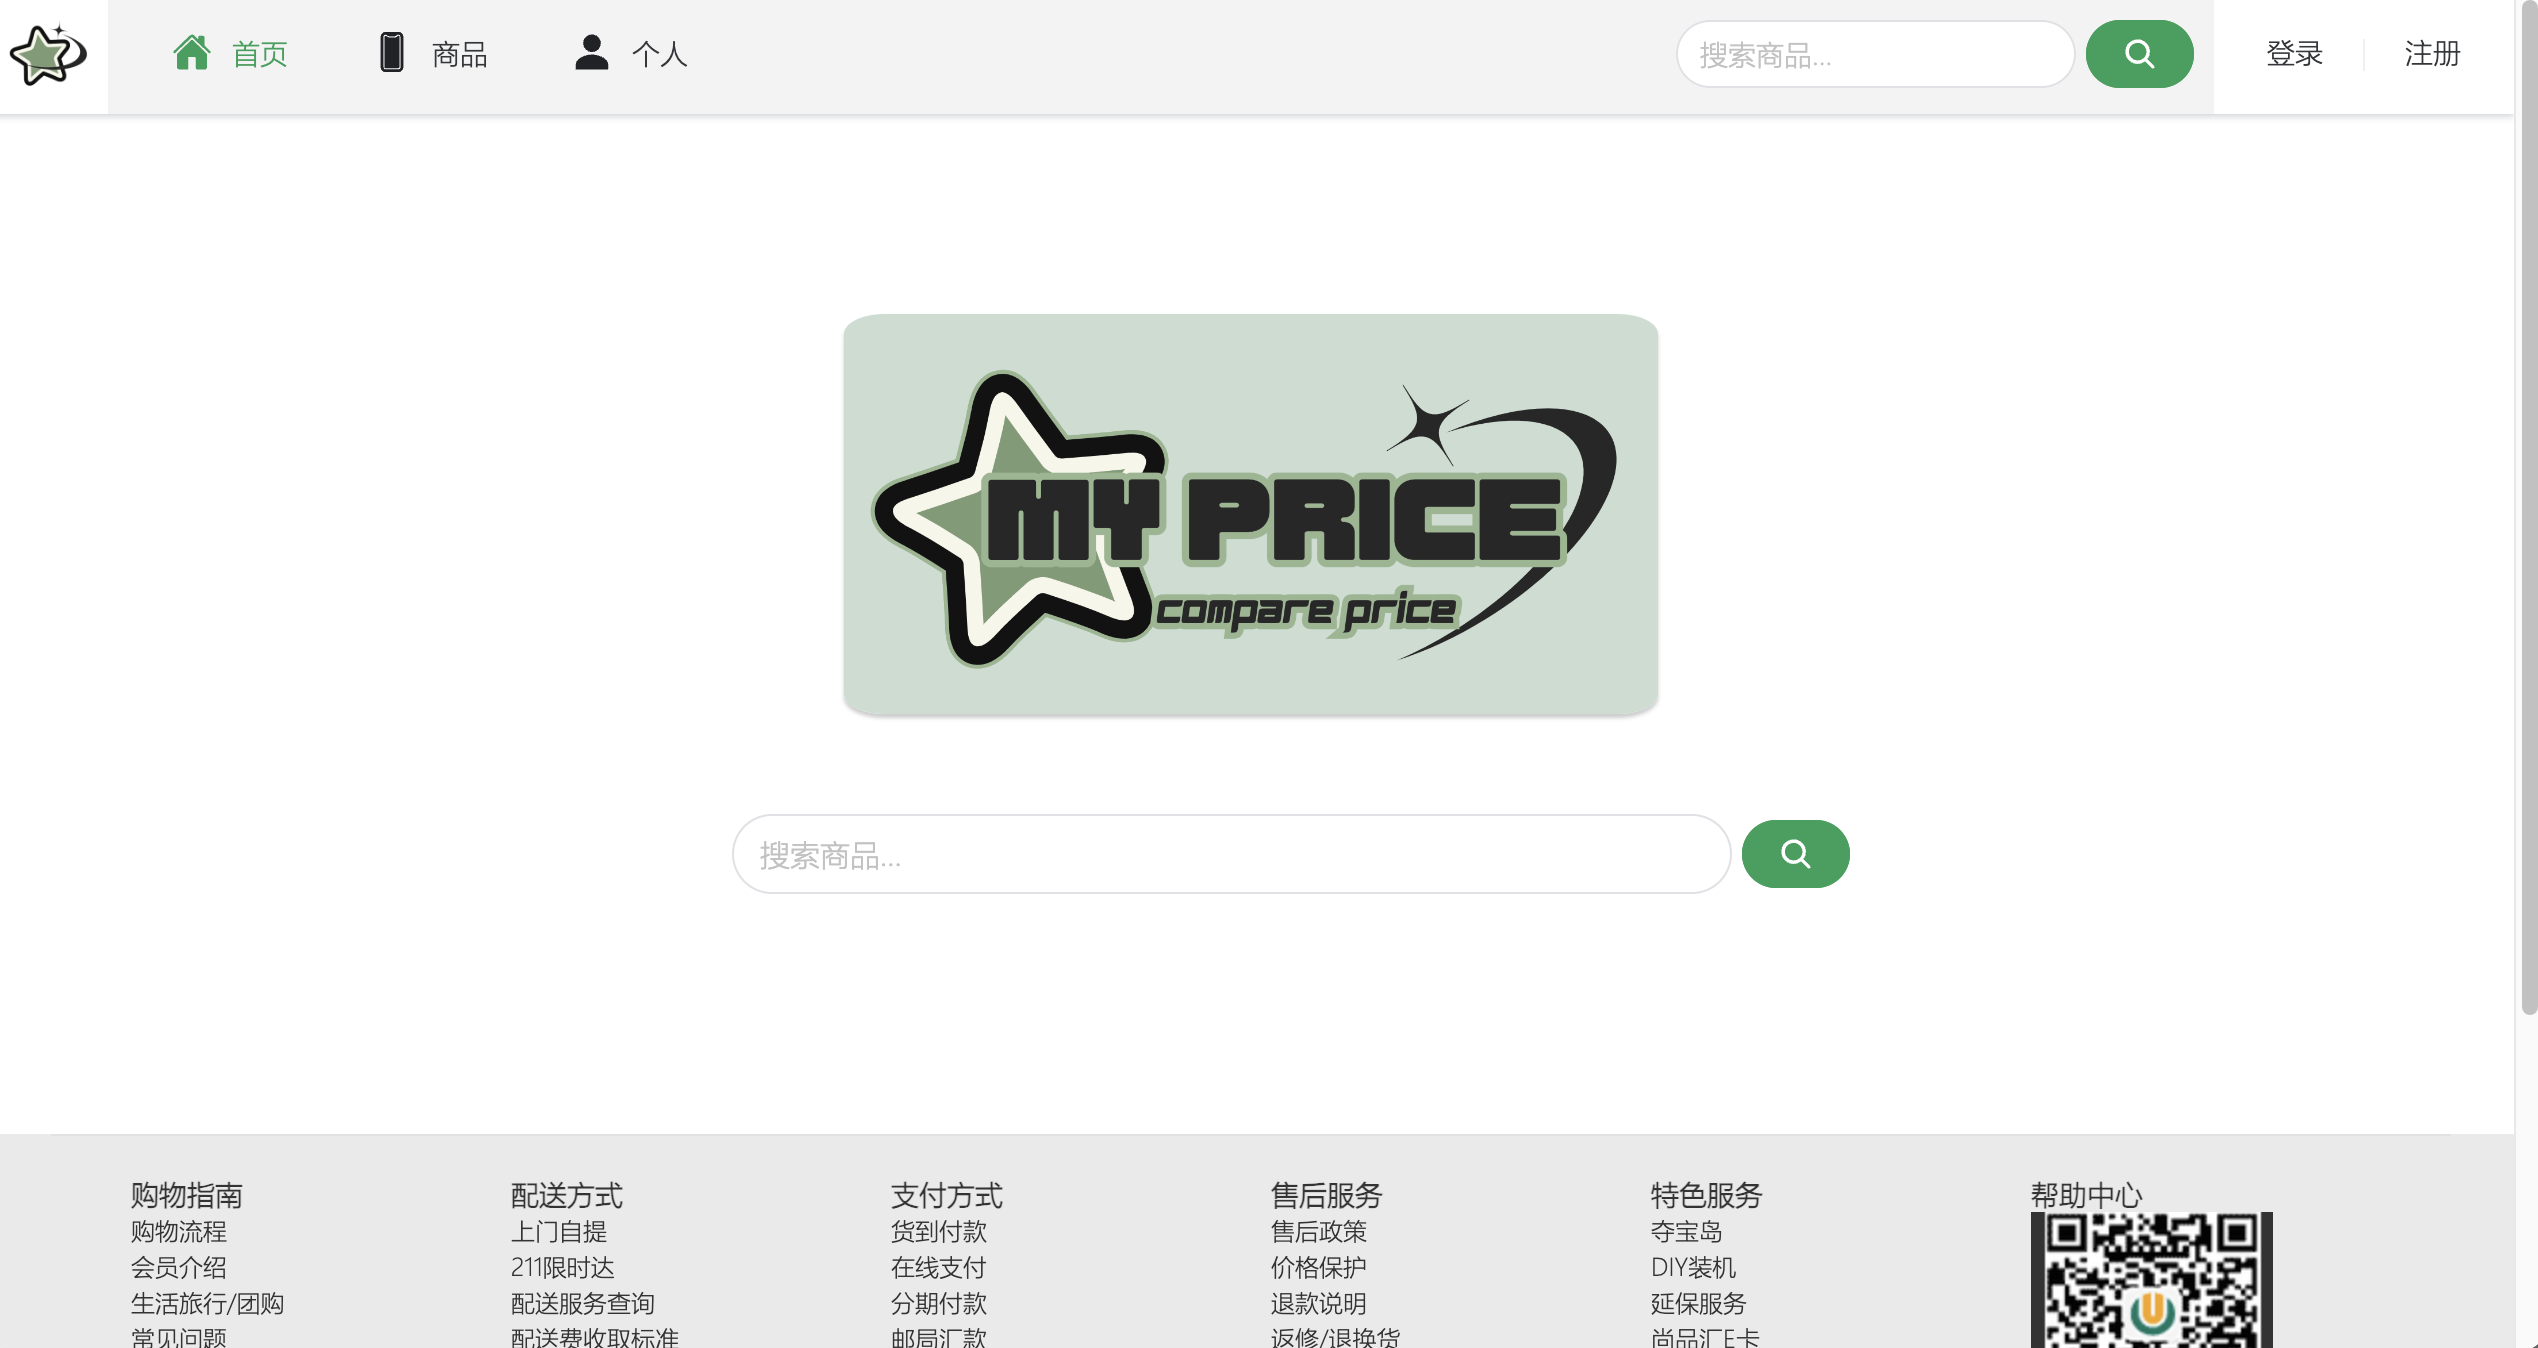 首页
商品
个人
搜索商品...
登录
注册
MY PRICE
compare price
搜索商品...
购物指南
购物流程
会员介绍
生活旅行/团购
常见问题
配送方式
上门自提
211限时达
配送服务查询
配送费收取标准
支付方式
货到付款
在线支付
分期付款
邮局汇款
售后服务
售后政策
价格保护
退款说明
返修/退换货
特色服务
夺宝岛
DIY装机
延保服务
尚品汇E卡
帮助中心